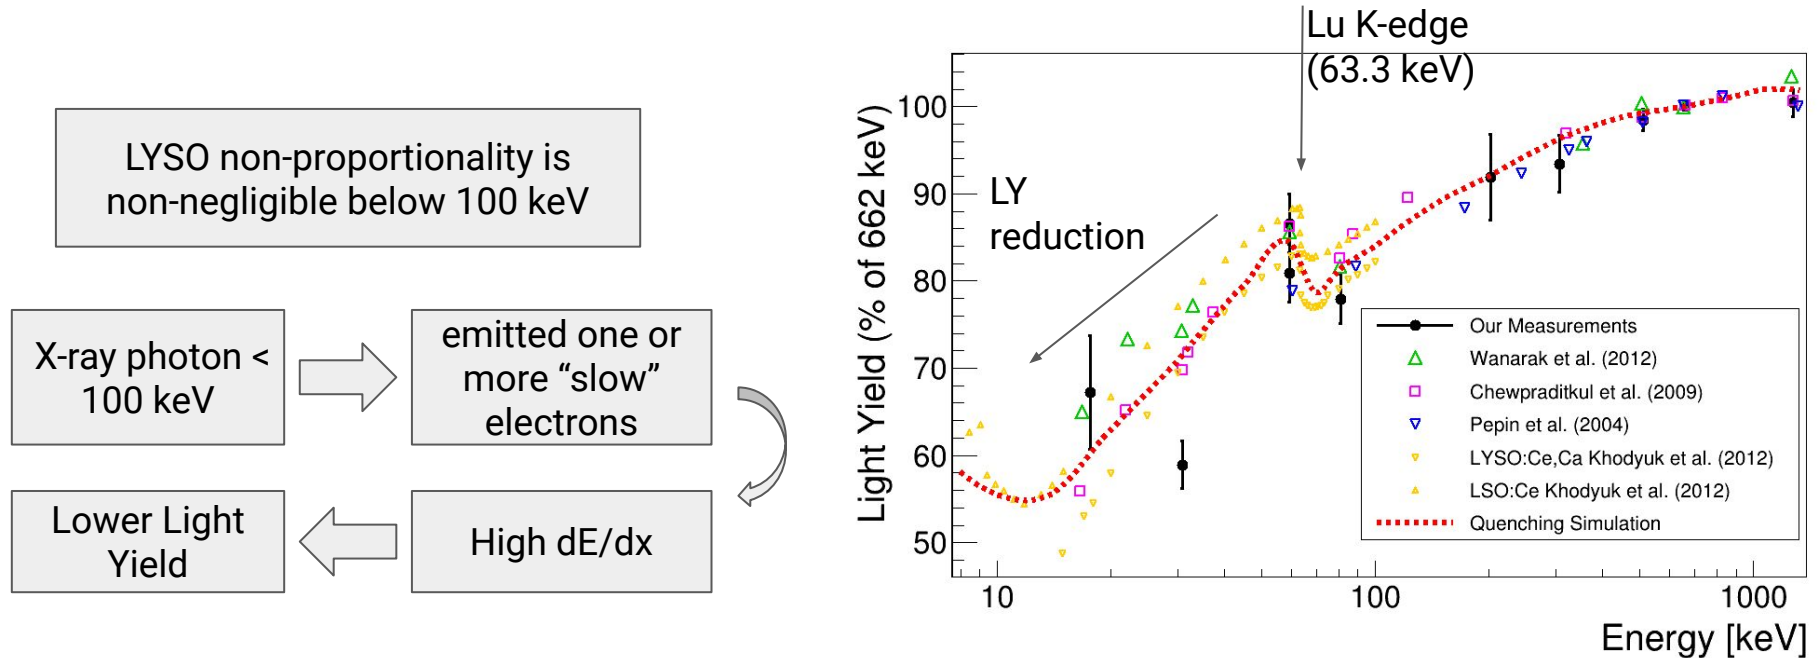 LYSO non-proportionality is
non-negligible below 100 keV
X-ray photon <
100 keV
emitted one or
more “slow”
electrons
High dE/dx
Lower Light
Yield
Lu K-edge
(63.3 keV)
LY
reduction
Light Yield (% of 662 keV)
100
90
80
70
60
50
10
100
1000
Energy [keV]
Our Measurements
Wanarak et al. (2012)
Chewpraditkul et al. (2009)
Pepin et al. (2004)
LYSO:Ce,Ca Khodyuk et al. (2012)
LSO:Ce Khodyuk et al. (2012)
Quenching Simulation